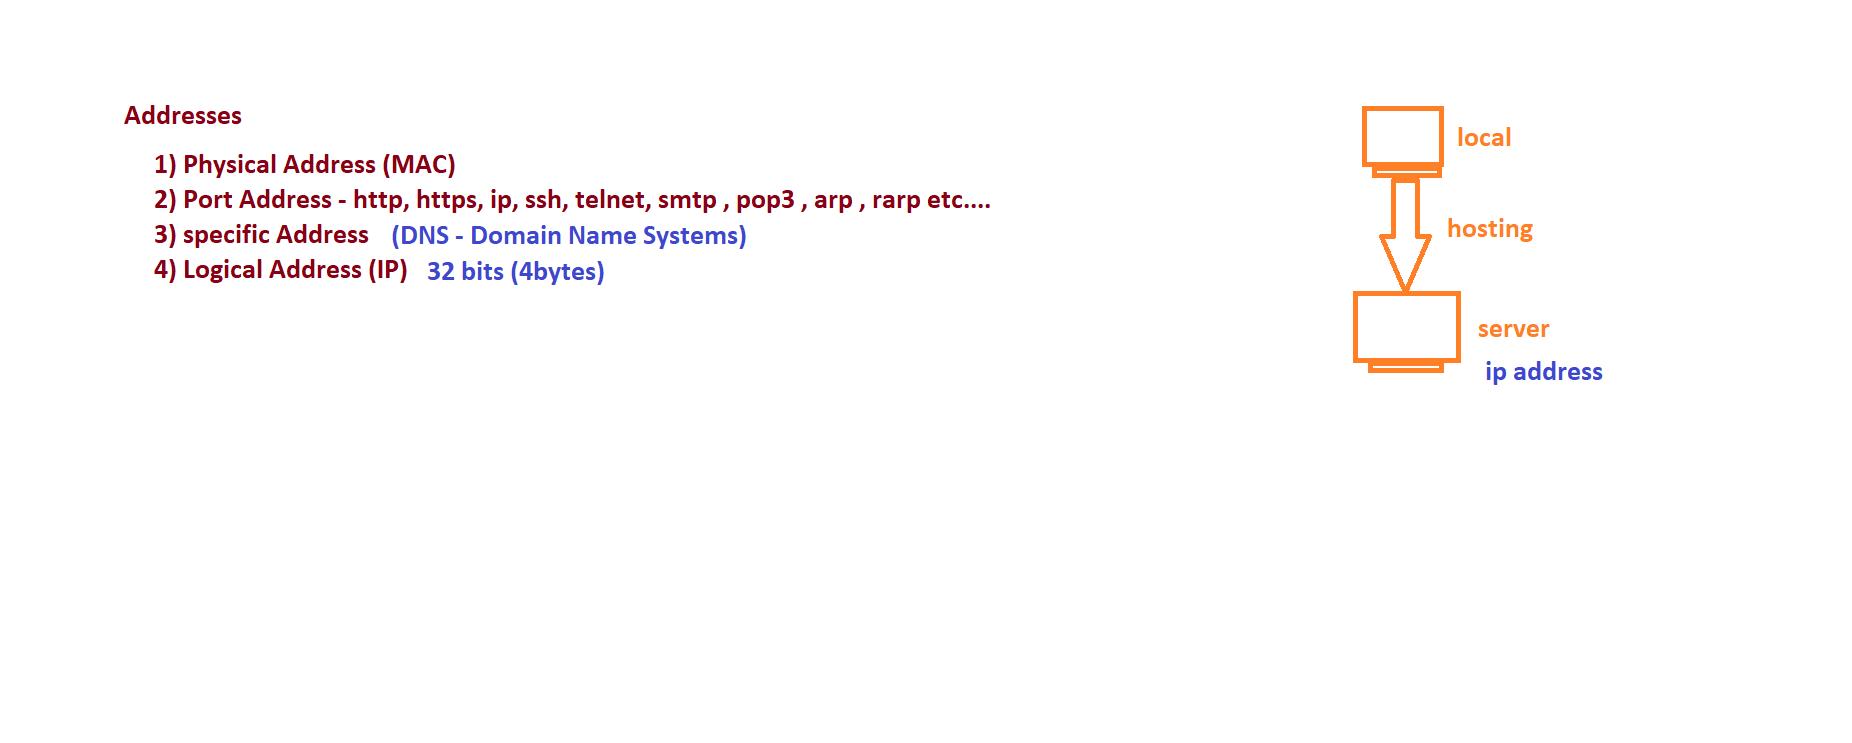 Addresses
1) Physical Address (MAC)
2) Port Address - http, https, ip, ssh, telnet, smtp , pop3 , arp , rarp etc....
3) specific Address (DNS - Domain Name Systems)
4) Logical Address (IP) 32 bits (4bytes)
local
hosting
server
ip address